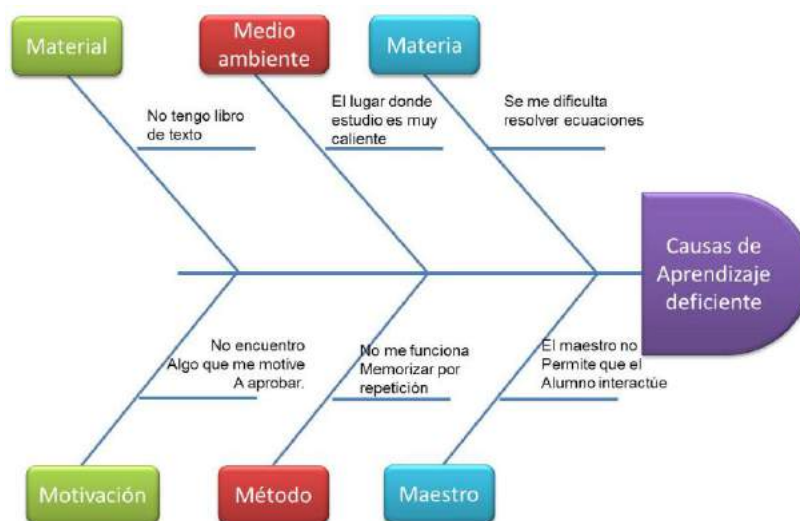 Material
Medio
ambiente
Materia
No tengo libro
de texto
El lugar donde
estudio es muy
caliente
Se me dificulta
resolver ecuaciones
Causas de
Aprendizaje
deficiente
No encuentro
Algo que me motive
A aprobar.
No me funciona
Memorizar por
repetición
El maestro no
Permite que el
Alumno interactúe
Motivación
Método
Maestro